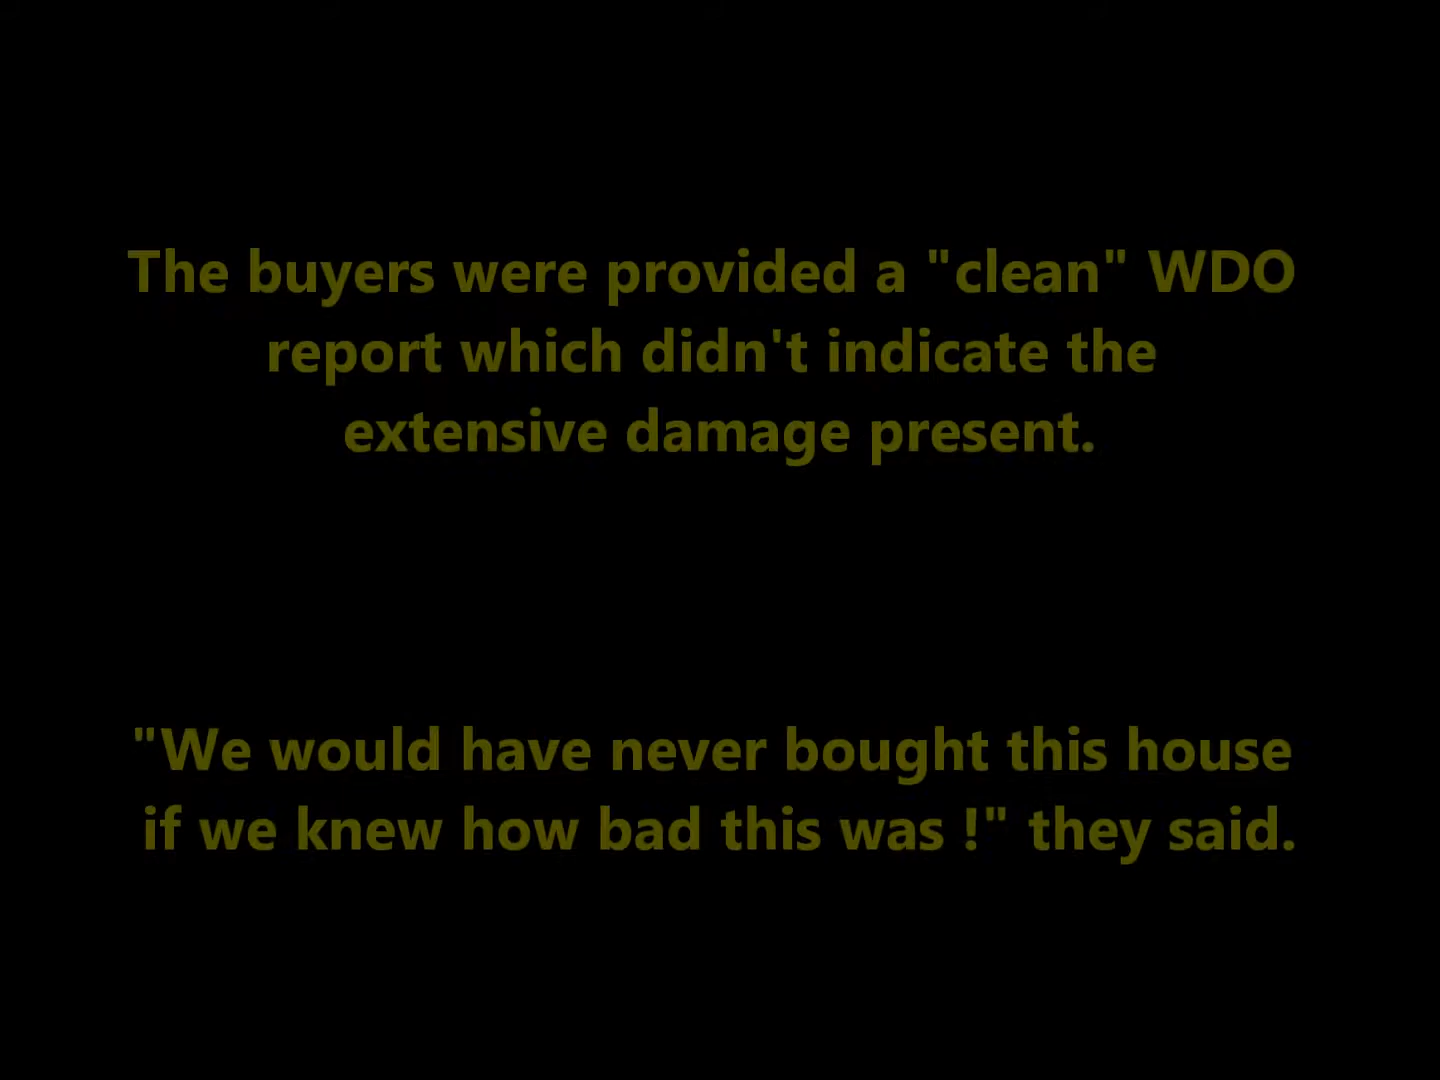 The buyers were provided a "clean" WDO
report which didn't indicate the
extensive damage present.
"We would have never bought this house
if we knew how bad this was !" they said.